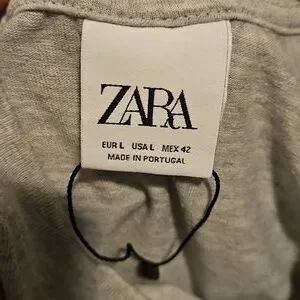 ZARA
EUR L USA L MEX 42
MADE IN PORTUGAL